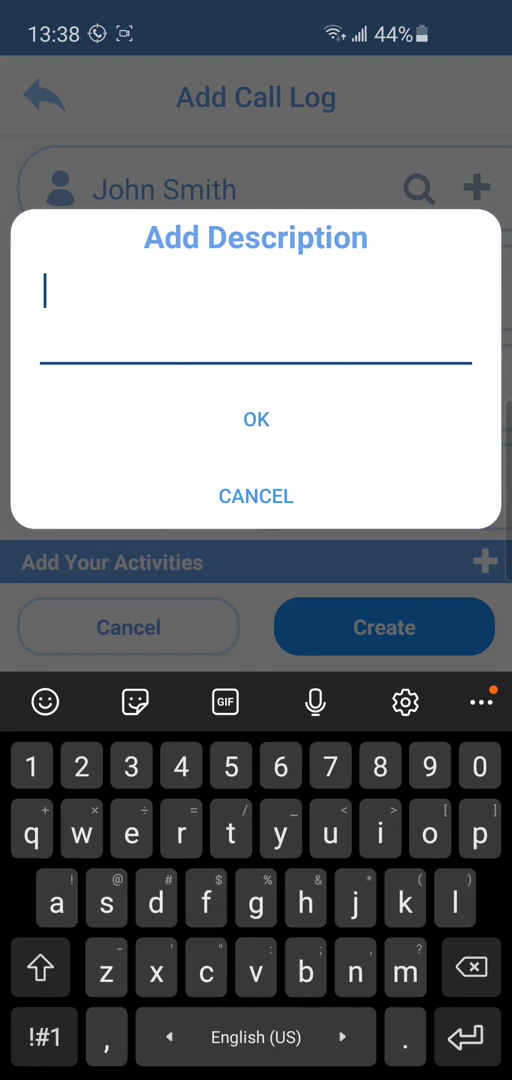 13:38 44%
Add Call Log
John Smith
Add Description
OK
CANCEL
Add Your Activities
Cancel Create
GIF
1 2 3 4 5 6 7 8 9 0
+ × ÷ = / _ < > [ ]
q w e r t y u i o p
! @ # $ % & * ( )
a s d f g h j k l
- ' " : ; , ?
z x c v b n m
!#1 , English (US) .